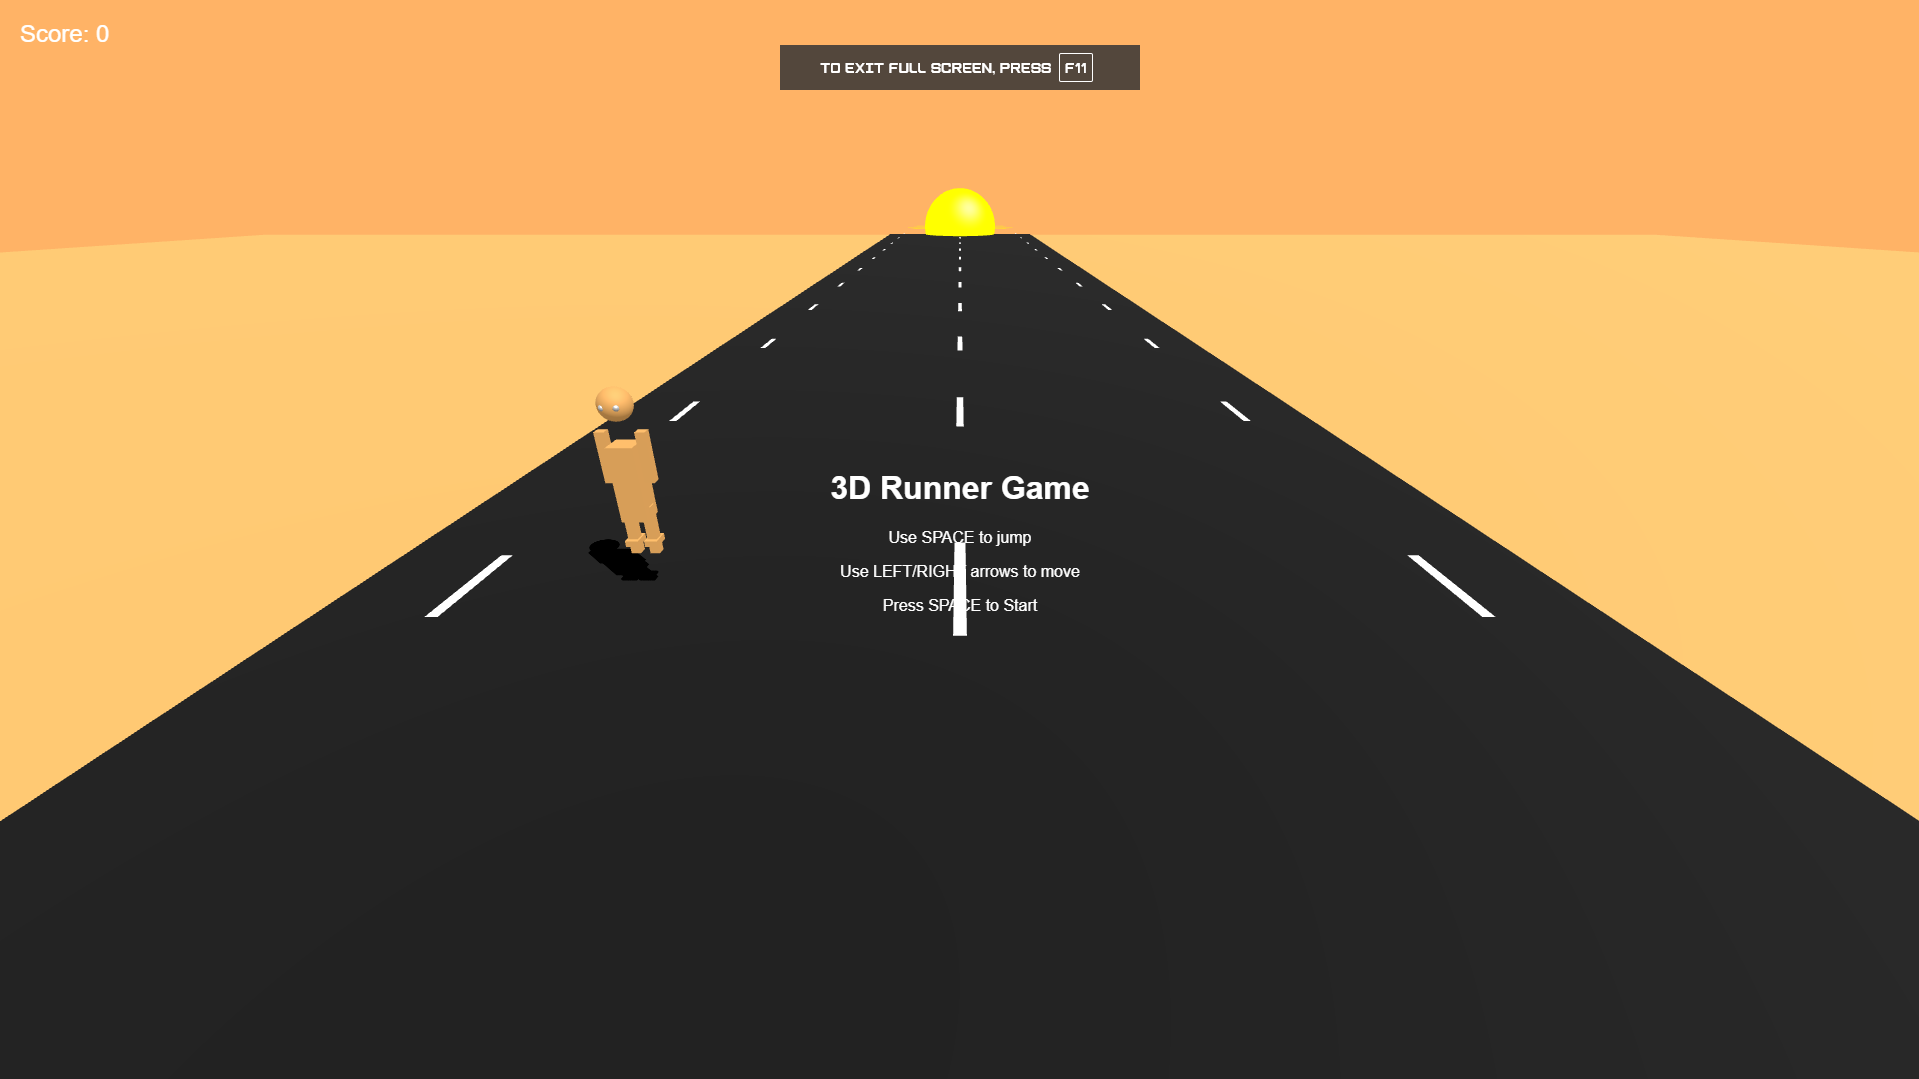 Score: 0
TO EXIT FULL SCREEN, PRESS F11
3D Runner Game
Use SPACE to jump
Use LEFT/RIGHT arrows to move
Press SPACE to Start